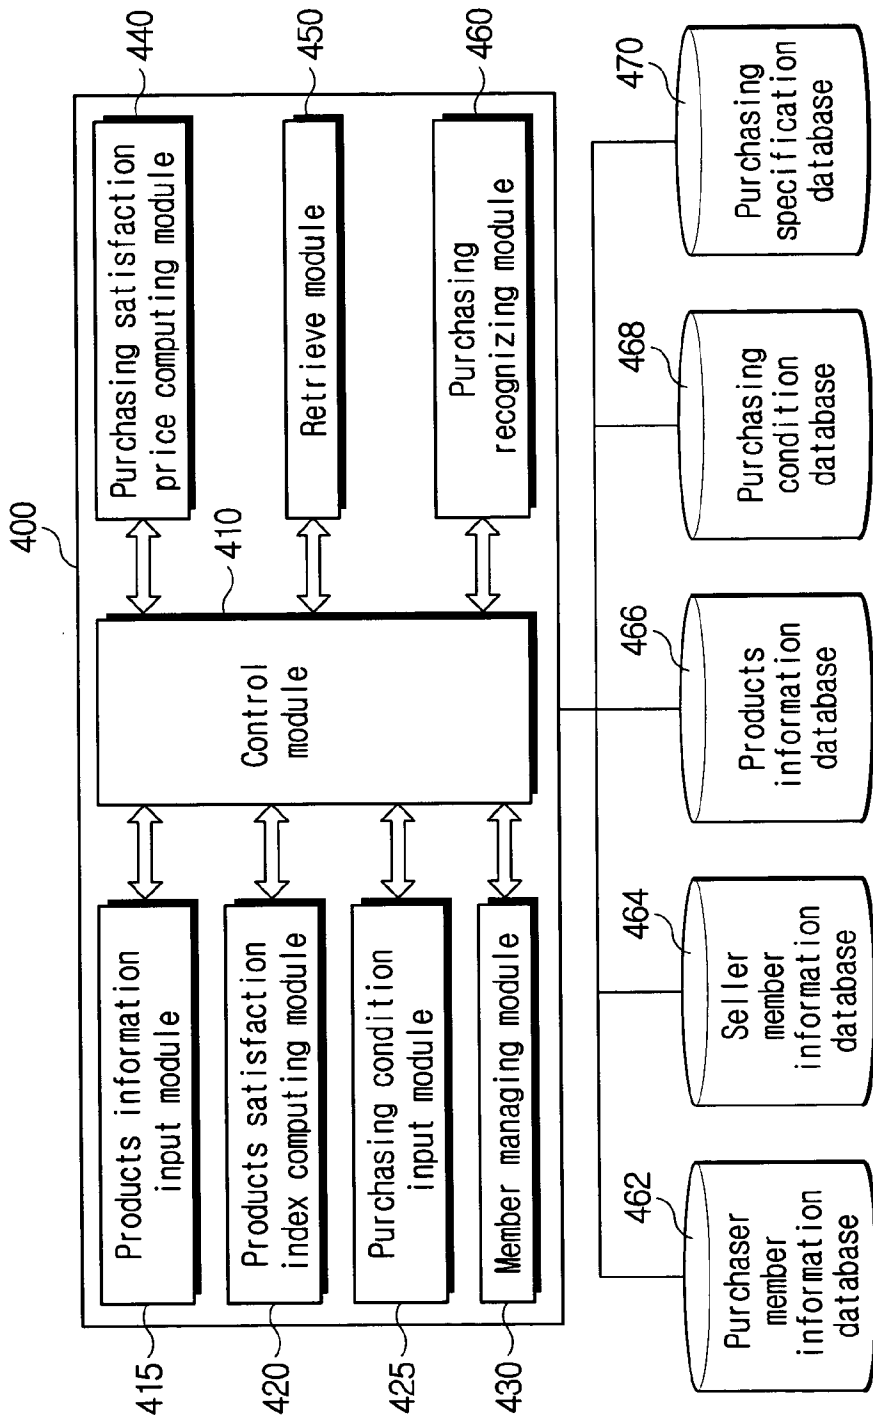 400
415
Products information
input module
420
Products satisfaction
index computing module
425
Purchasing condition
input module
430
Member managing module
410
Control
module
440
Purchasing satisfaction
price computing module
450
Retrieve module
460
Purchasing
recognizing module
462
Purchaser
member
information
database
464
Seller
member
information
database
466
Products
information
database
468
Purchasing
condition
database
470
Purchasing
specification
database